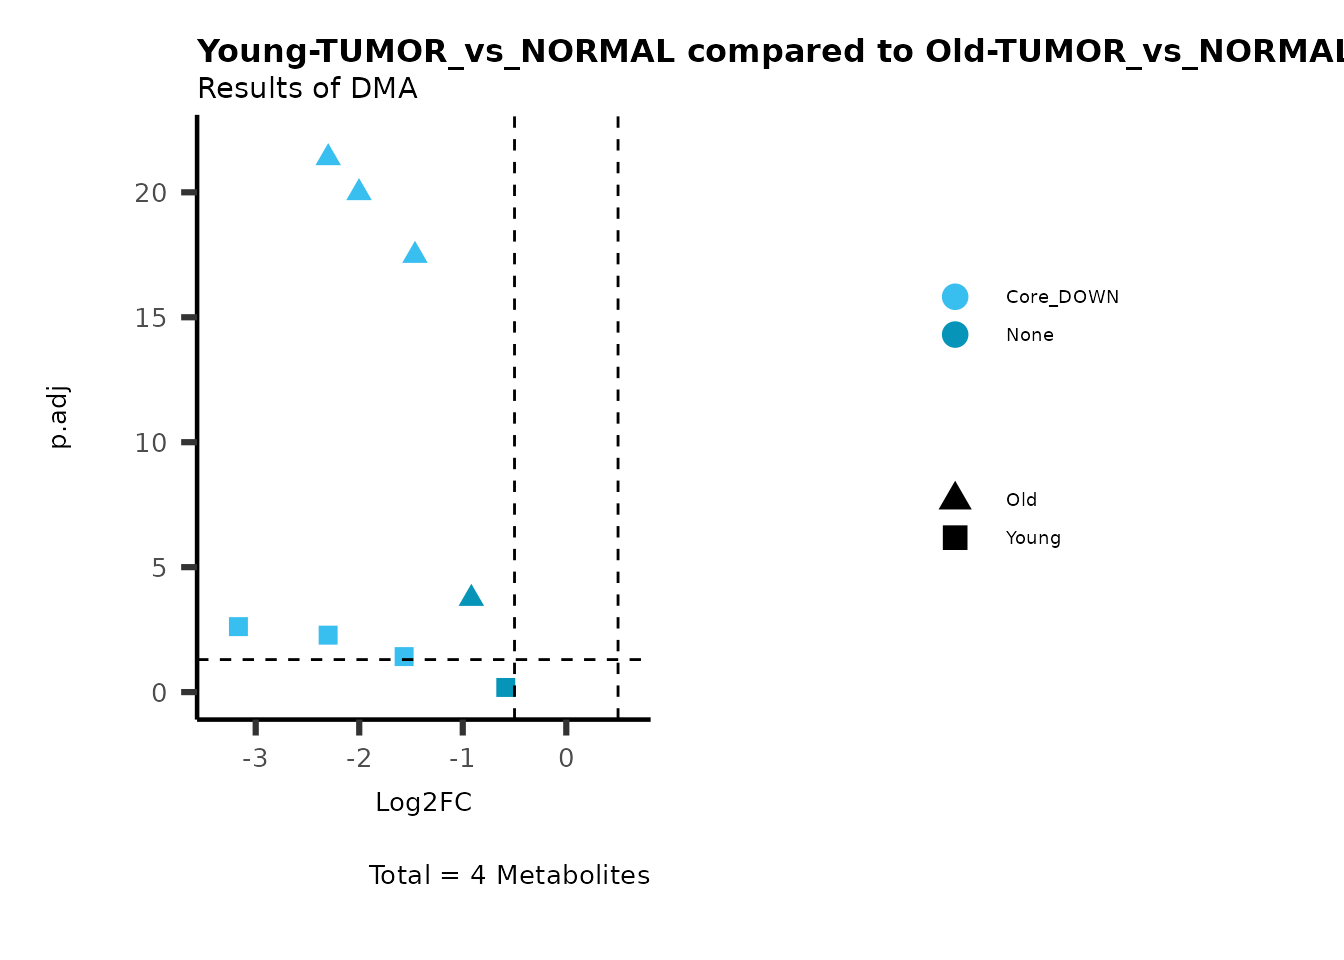 Young-TUMOR_vs_NORMAL compared to Old-TUMOR_vs_NORMAL
Results of DMA
20
15
10
5
0
p.adj
-3 -2 -1 0
Log2FC
Total = 4 Metabolites
Core_DOWN
None
Old
Young